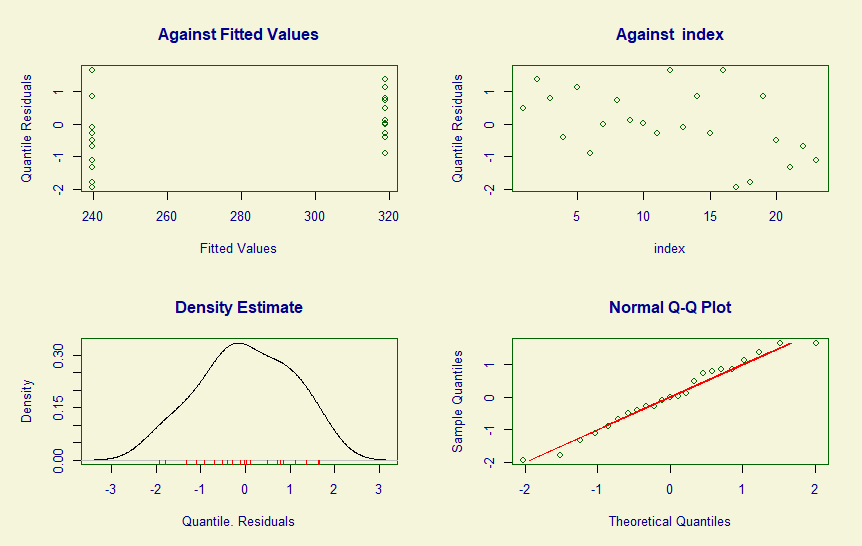 Against Fitted Values
Quantile Residuals
-2 -1 0 1
240 260 280 300 320
Fitted Values
Against index
Quantile Residuals
-2 -1 0 1
5 10 15 20
index
Density Estimate
Density
0.00 0.15 0.30
-3 -2 -1 0 1 2 3
Quantile. Residuals
Normal Q-Q Plot
Sample Quantiles
-2 -1 0 1
-2 -1 0 1 2
Theoretical Quantiles